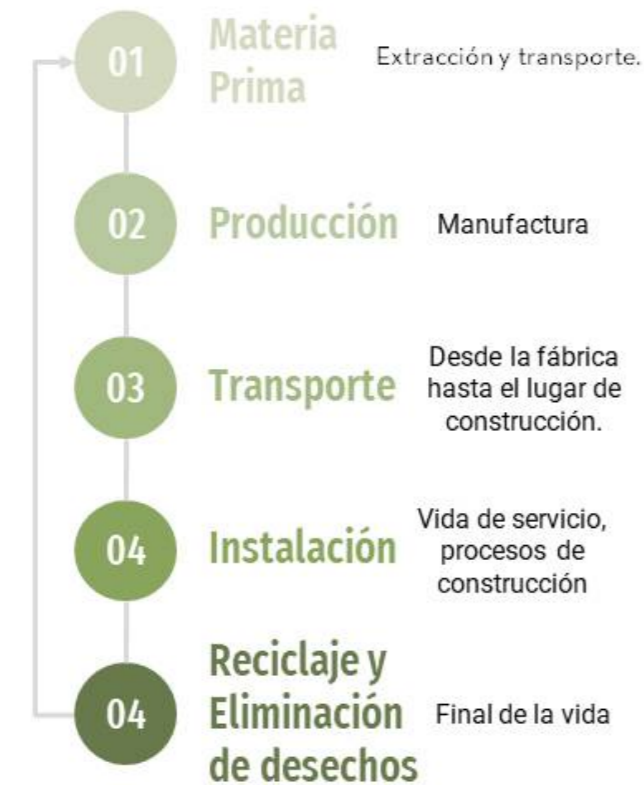 01
Materia
Prima
Extracción y transporte.
02
Producción
Manufactura
03
Transporte
Desde la fábrica
hasta el lugar de
construcción.
04
Instalación
Vida de servicio,
procesos de
construcción
04
Reciclaje y
Eliminación
de desechos
Final de la vida